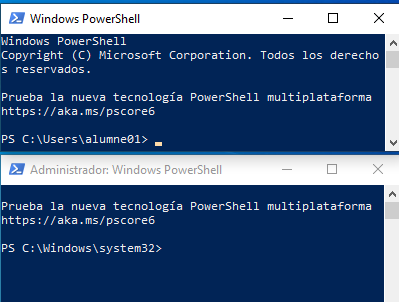 Windows PowerShell
Windows PowerShell
Copyright (C) Microsoft Corporation. Todos los derecho
s reservados.
Prueba la nueva tecnología PowerShell multiplataforma
https://aka.ms/pscore6
PS C:\Users\alumne01>
Administrador: Windows PowerShell
Prueba la nueva tecnología PowerShell multiplataforma
https://aka.ms/pscore6
PS C:\Windows\system32>